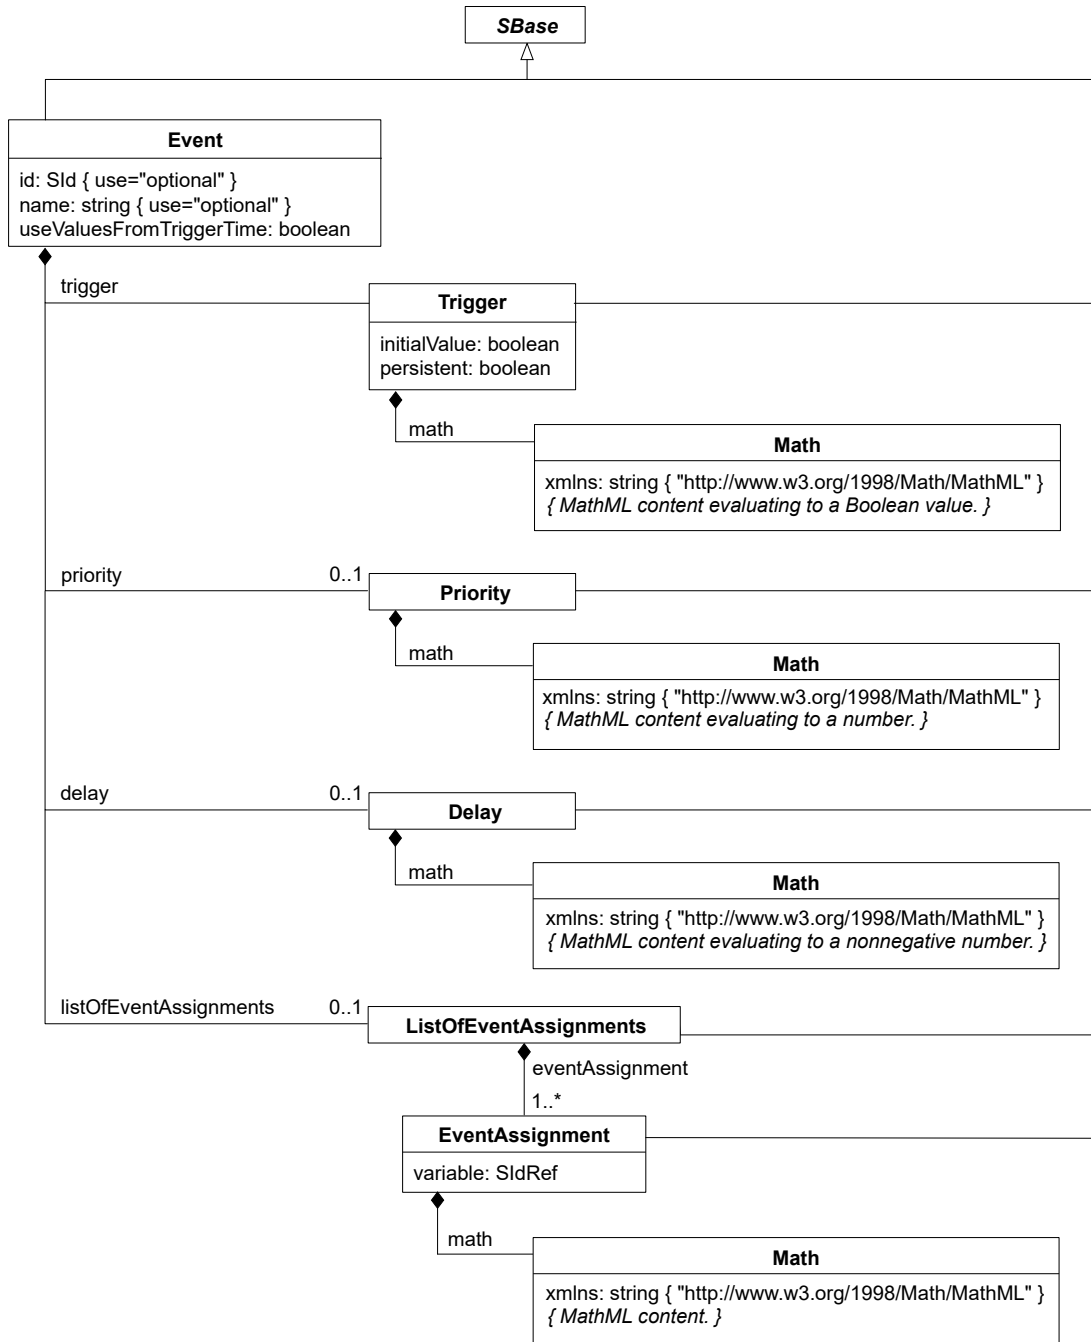 SBase
Event
id: SId { use="optional" }
name: string { use="optional" }
useValuesFromTriggerTime: boolean
trigger
Trigger
initialValue: boolean
persistent: boolean
math
Math
xmlns: string { "http://www.w3.org/1998/Math/MathML" }
{ MathML content evaluating to a Boolean value. }
priority 0..1
Priority
math
Math
xmlns: string { "http://www.w3.org/1998/Math/MathML" }
{ MathML content evaluating to a number. }
delay 0..1
Delay
math
Math
xmlns: string { "http://www.w3.org/1998/Math/MathML" }
{ MathML content evaluating to a nonnegative number. }
listOfEventAssignments 0..1
ListOfEventAssignments
eventAssignment
1..*
EventAssignment
variable: SIdRef
math
Math
xmlns: string { "http://www.w3.org/1998/Math/MathML" }
{ MathML content. }